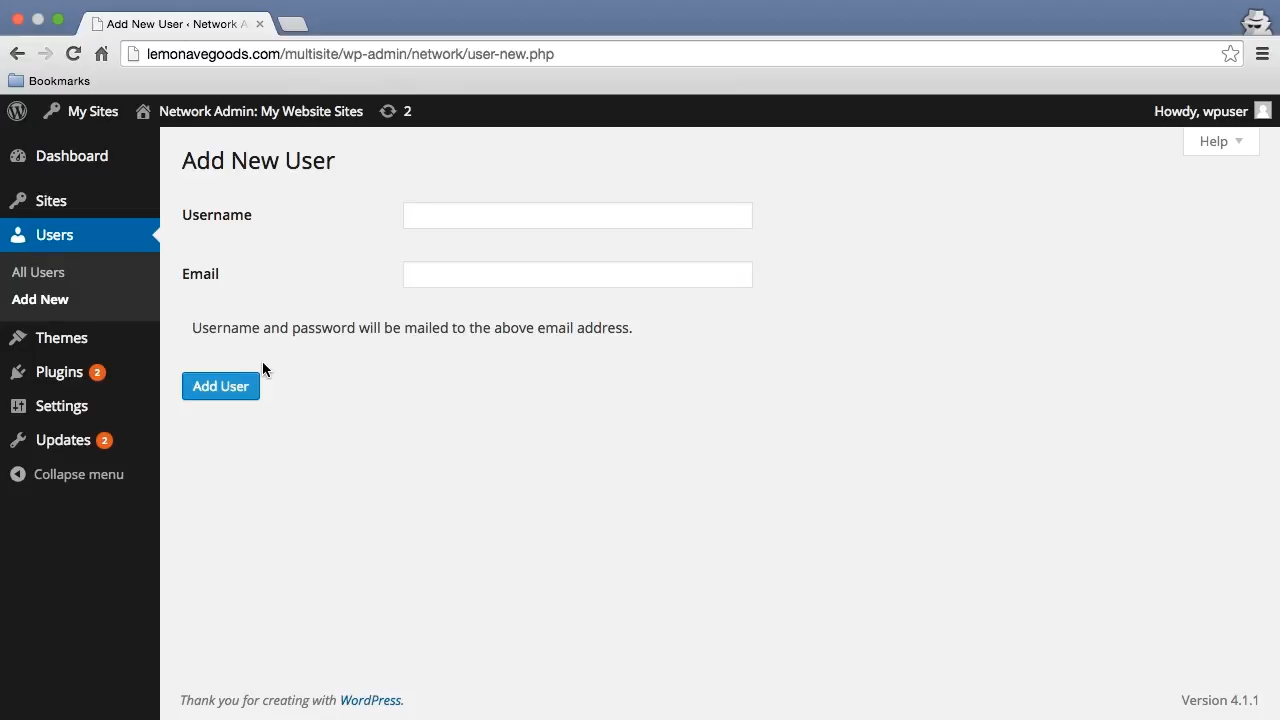 Add New User ‹ Network A
lemonavegoods.com/multisite/wp-admin/network/user-new.php
Bookmarks
My Sites
Network Admin: My Website Sites
2
Howdy, wpuser
Help
Dashboard
Sites
Users
All Users
Add New
Themes
Plugins 2
Settings
Updates 2
Collapse menu
Add New User
Username
Email
Username and password will be mailed to the above email address.
Add User
Thank you for creating with WordPress.
Version 4.1.1